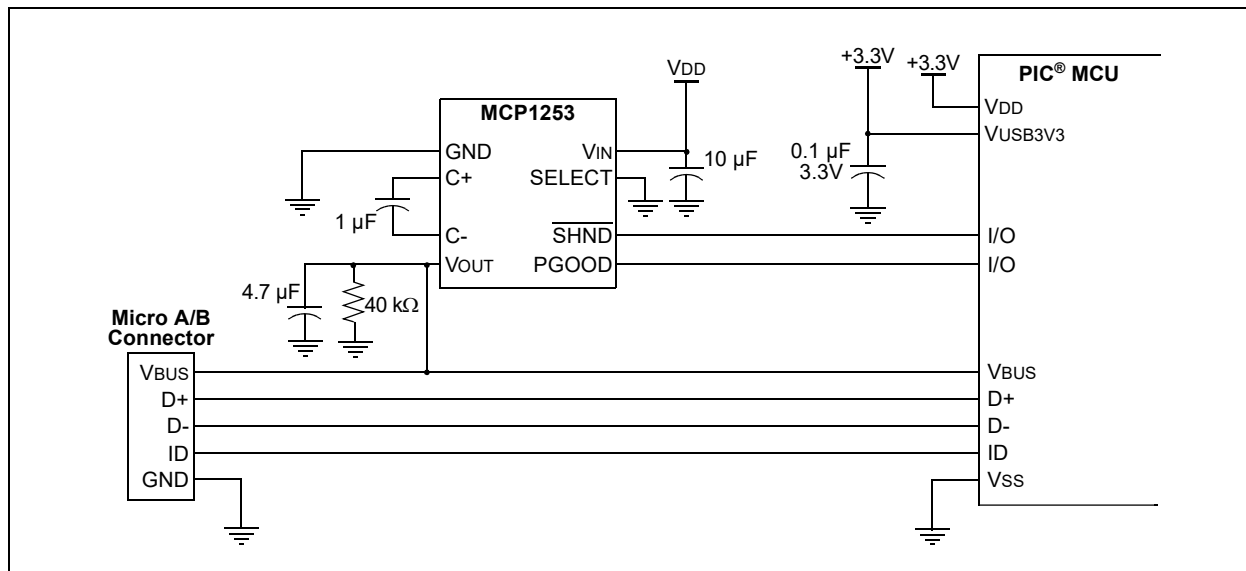 +3.3V
+3.3V
PIC® MCU
VDD
MCP1253
VDD
VUSB3V3
GND
VIN
10 µF
0.1 µF
3.3V
C+
SELECT
1 µF
C-
SHND
I/O
VOUT
PGOOD
I/O
4.7 µF
40 kΩ
Micro A/B
Connector
VBUS
VBUS
D+
D+
D-
D-
ID
ID
GND
VSS